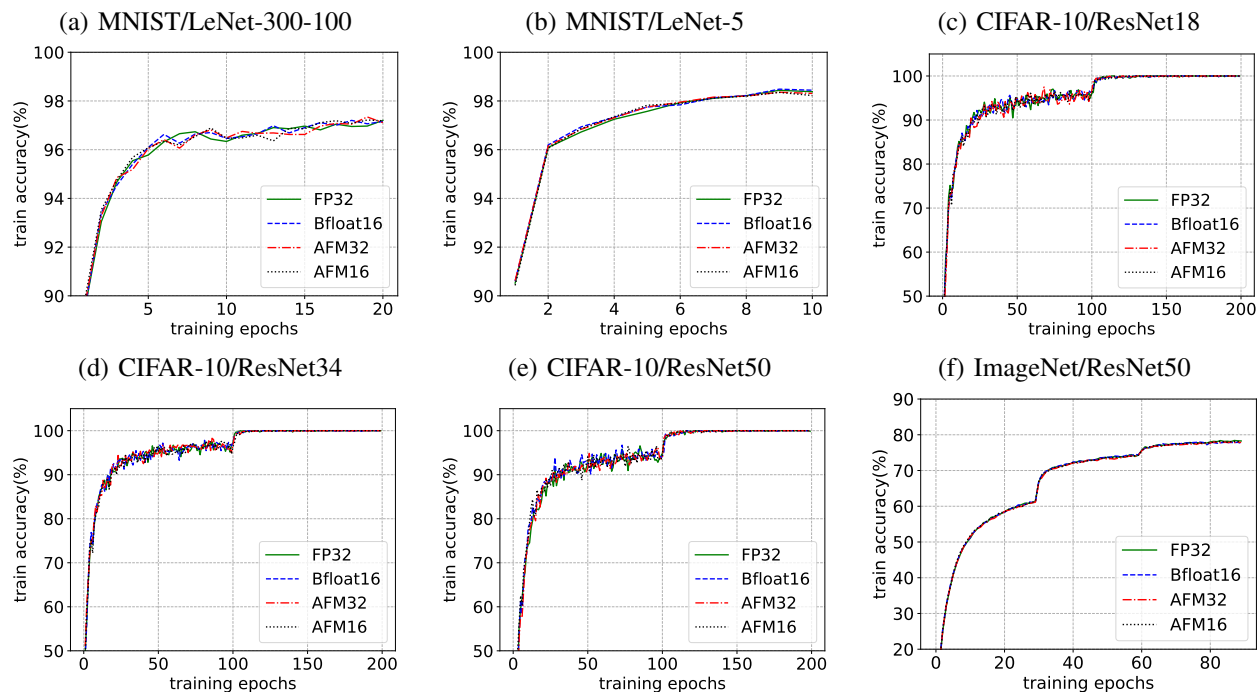 (a) MNIST/LeNet-300-100
100
98
96
94
92
90
train accuracy(%)
5
10
15
20
training epochs
FP32
Bfloat16
AFM32
AFM16
(b) MNIST/LeNet-5
100
98
96
94
92
90
train accuracy(%)
2
4
6
8
10
training epochs
FP32
Bfloat16
AFM32
AFM16
(c) CIFAR-10/ResNet18
100
90
80
70
60
50
train accuracy(%)
0
50
100
150
200
training epochs
FP32
Bfloat16
AFM32
AFM16
(d) CIFAR-10/ResNet34
100
90
80
70
60
50
train accuracy(%)
0
50
100
150
200
training epochs
FP32
Bfloat16
AFM32
AFM16
(e) CIFAR-10/ResNet50
100
90
80
70
60
50
train accuracy(%)
0
50
100
150
200
training epochs
FP32
Bfloat16
AFM32
AFM16
(f) ImageNet/ResNet50
90
80
70
60
50
40
30
20
train accuracy(%)
0
20
40
60
80
training epochs
FP32
Bfloat16
AFM32
AFM16